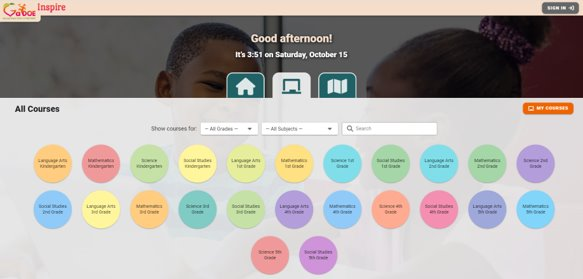 GaDOE Inspire
SIGN IN
Good afternoon!
It's 3:51 on Saturday, October 15
All Courses
MY COURSES
Show courses for:
-- All Grades --
-- All Subjects --
Search
Language Arts
Kindergarten
Mathematics
Kindergarten
Science
Kindergarten
Social Studies
Kindergarten
Language Arts
1st Grade
Mathematics
1st Grade
Science 1st
Grade
Social Studies
1st Grade
Language Arts
2nd Grade
Mathematics
2nd Grade
Science 2nd
Grade
Social Studies
2nd Grade
Language Arts
3rd Grade
Mathematics
3rd Grade
Science 3rd
Grade
Social Studies
3rd Grade
Language Arts
4th Grade
Mathematics
4th Grade
Science 4th
Grade
Social Studies
4th Grade
Language Arts
5th Grade
Mathematics
5th Grade
Science 5th
Grade
Social Studies
5th Grade